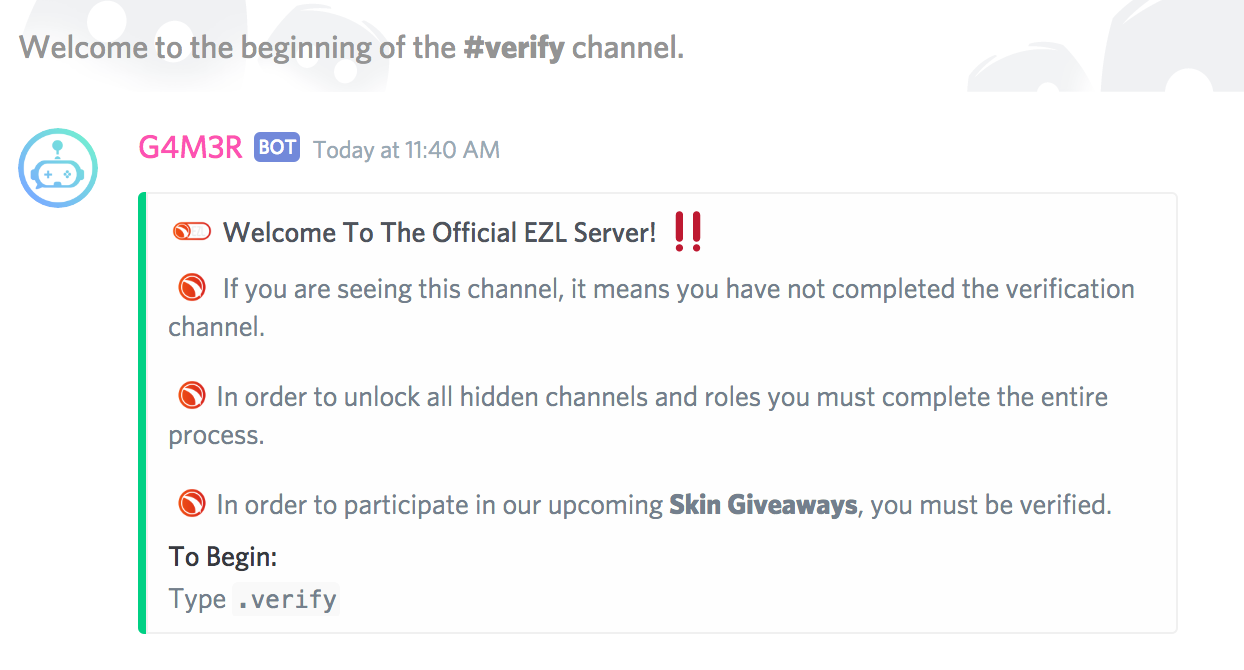 Welcome to the beginning of the #verify channel.
G4M3R BOT Today at 11:40 AM
Welcome To The Official EZL Server! ‼
If you are seeing this channel, it means you have not completed the verification
channel.
In order to unlock all hidden channels and roles you must complete the entire
process.
In order to participate in our upcoming Skin Giveaways, you must be verified.
To Begin:
Type .verify